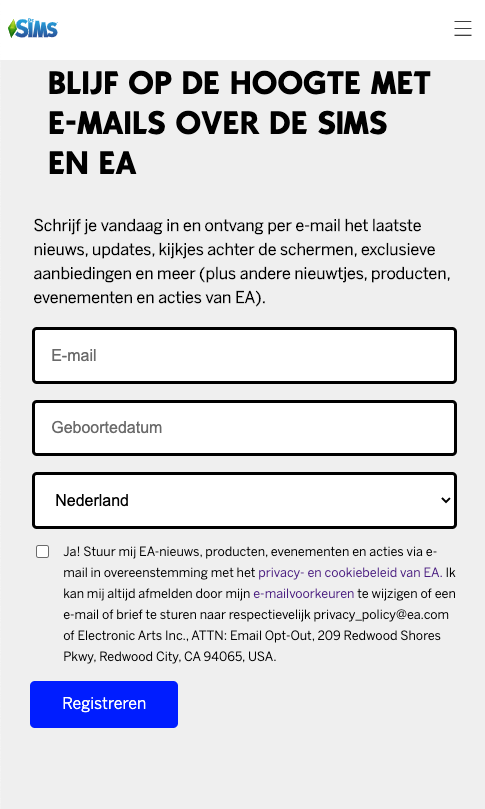 The SiMS
BLIJF OP DE HOOGTE MET
E-MAILS OVER DE SIMS
EN EA
Schrijf je vandaag in en ontvang per e-mail het laatste
nieuws, updates, kijkjes achter de schermen, exclusieve
aanbiedingen en meer (plus andere nieuwtjes, producten,
evenementen en acties van EA).
E-mail
Geboortedatum
Nederland
Ja! Stuur mij EA-nieuws, producten, evenementen en acties via e-
mail in overeenstemming met het privacy- en cookiebeleid van EA. Ik
kan mij altijd afmelden door mijn e-mailvoorkeuren te wijzigen of een
e-mail of brief te sturen naar respectievelijk privacy_policy@ea.com
of Electronic Arts Inc., ATTN: Email Opt-Out, 209 Redwood Shores
Pkwy, Redwood City, CA 94065, USA.
Registreren